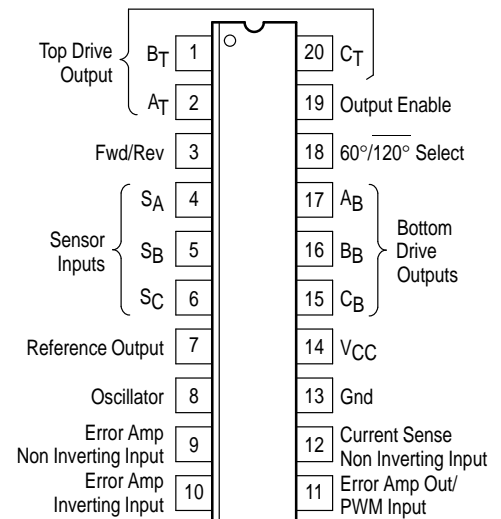 Top Drive
Output
BT 1
AT 2
Fwd/Rev 3
Sensor
Inputs
SA 4
SB 5
SC 6
Reference Output 7
Oscillator 8
Error Amp
Non Inverting Input 9
Error Amp
Inverting Input 10
20 CT
19 Output Enable
18 60°/120° Select
17 AB
16 BB
15 CB
Bottom
Drive
Outputs
14 VCC
13 Gnd
12 Current Sense
Non Inverting Input
11 Error Amp Out/
PWM Input